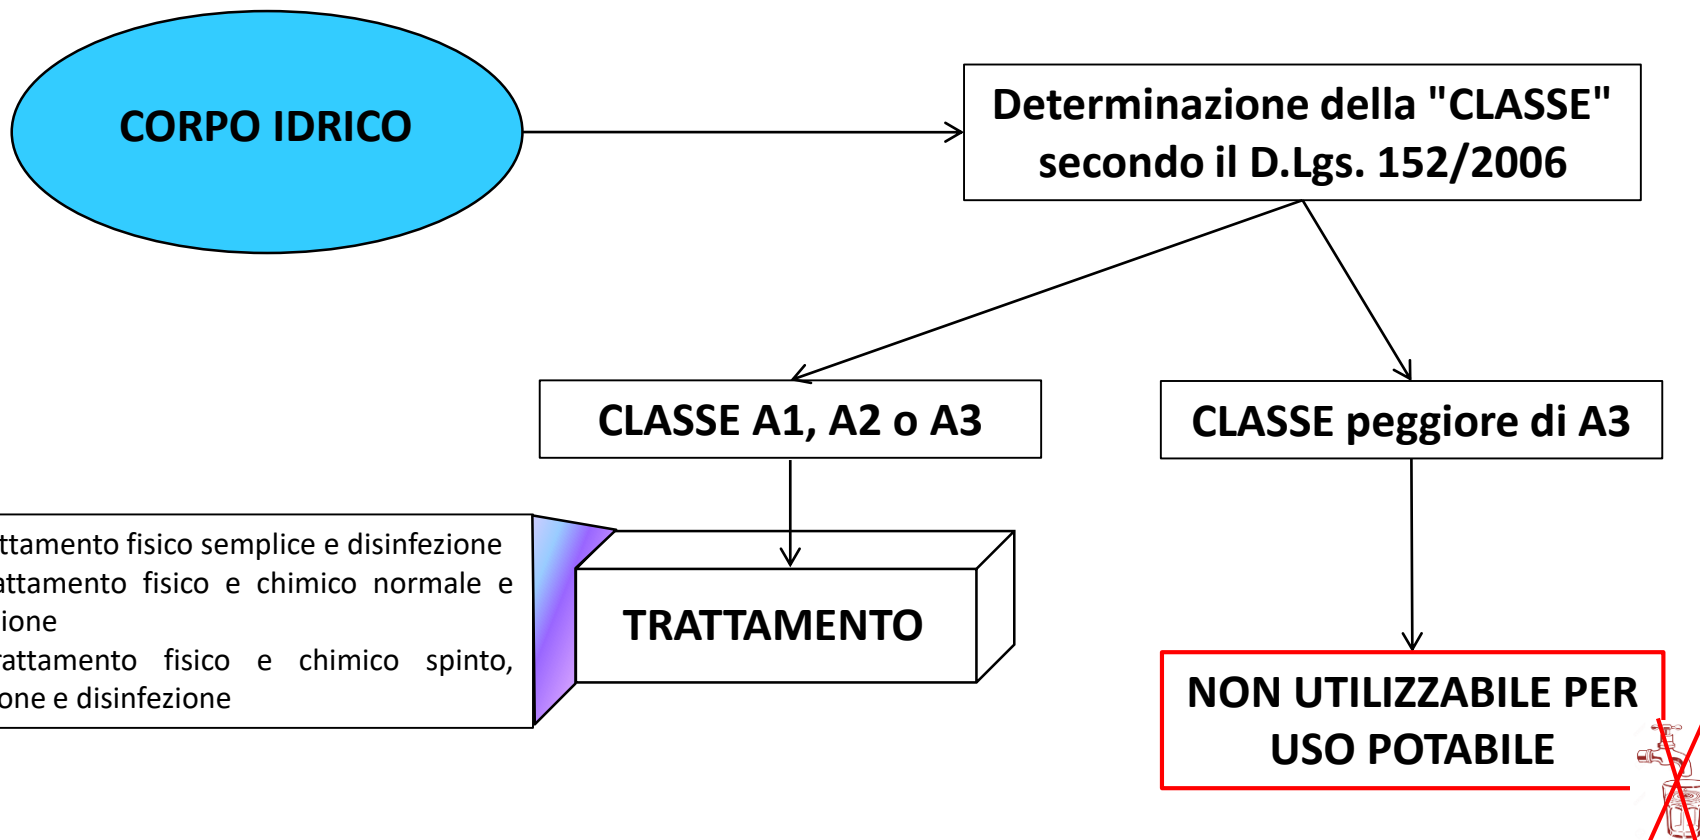 CORPO IDRICO
Determinazione della "CLASSE"
secondo il D.Lgs. 152/2006
CLASSE A1, A2 o A3
CLASSE peggiore di A3
ttamento fisico semplice e disinfezione
attamento fisico e chimico normale e
ione
rattamento fisico e chimico spinto,
one e disinfezione
TRATTAMENTO
NON UTILIZZABILE PER
USO POTABILE